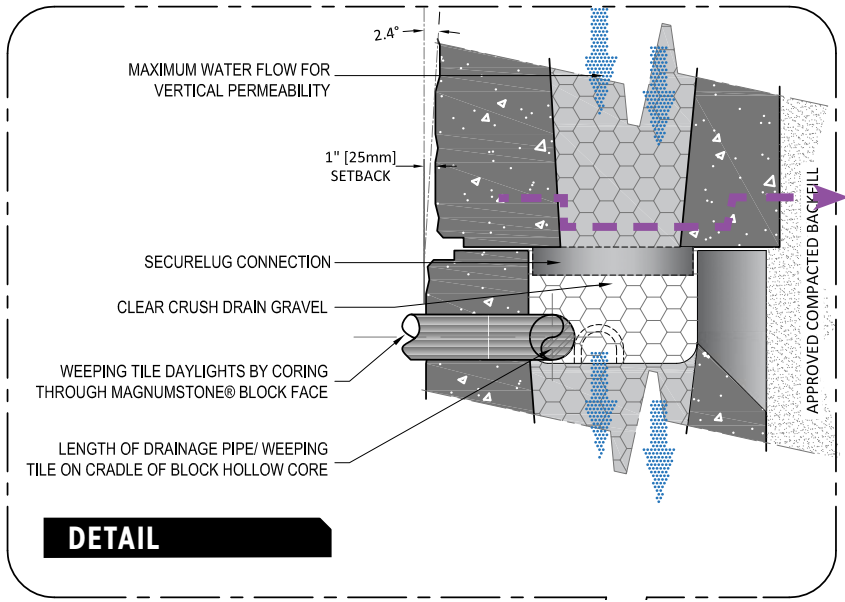 2.4°
MAXIMUM WATER FLOW FOR
VERTICAL PERMEABILITY
1" [25mm]
SETBACK
SECURELUG CONNECTION
CLEAR CRUSH DRAIN GRAVEL
WEEPING TILE DAYLIGHTS BY CORING
THROUGH MAGNUMSTONE® BLOCK FACE
LENGTH OF DRAINAGE PIPE/ WEEPING
TILE ON CRADLE OF BLOCK HOLLOW CORE
APPROVED COMPACTED BACKFILL
DETAIL